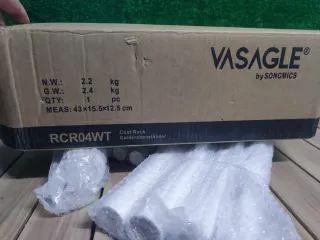 VASAGLE®
by SONGMICS
N.W.: 2.2 kg
G.W.: 2.4 kg
QTY: 1 pc
MEAS: 43×15.5×12.5 cm
RCR04WT
Coat Rack
Garderobenständer